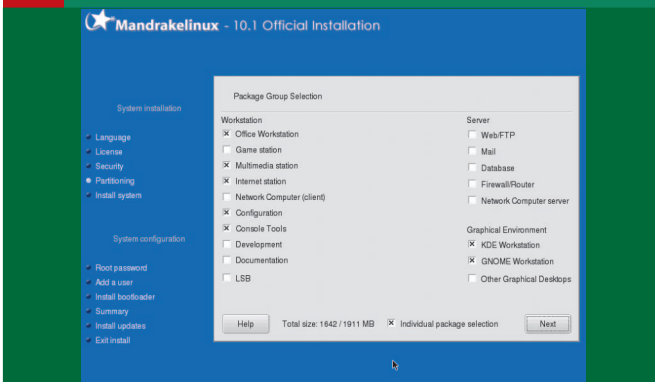 Mandrakelinux - 10.1 Official Installation
System installation
Language
License
Security
Partitioning
Install system
System configuration
Root password
Add a user
Install bootloader
Summary
Install updates
Exit install
Package Group Selection
Workstation
Office Workstation
Game station
Multimedia station
Internet station
Network Computer (client)
Configuration
Console Tools
Development
Documentation
LSB
Server
Web/FTP
Mail
Database
Firewall/Router
Network Computer server
Graphical Environment
KDE Workstation
GNOME Workstation
Other Graphical Desktops
Help
Total size: 1642 / 1911 MB
Individual package selection
Next